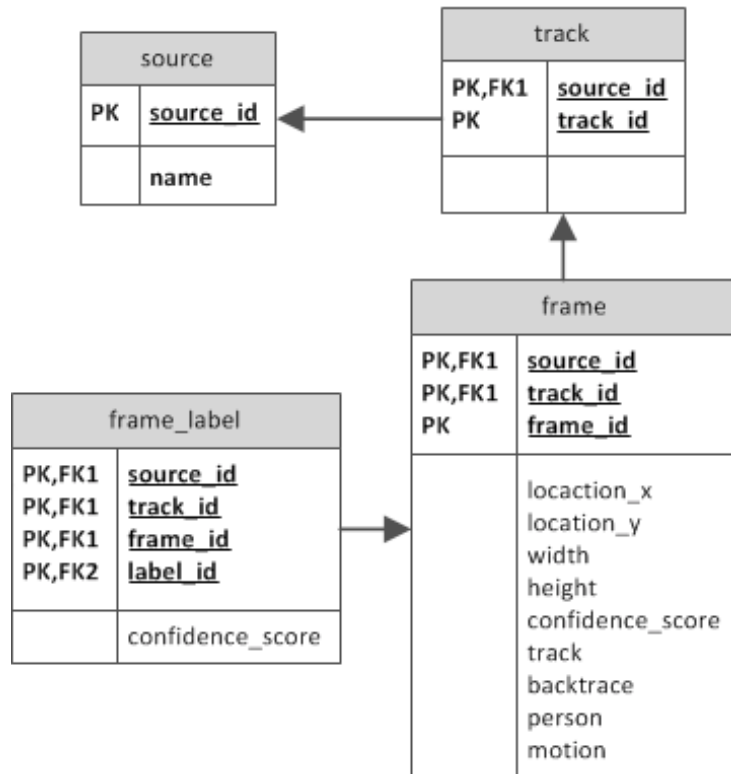 source
PK source_id
name
track
PK,FK1 source_id
PK track_id
frame
PK,FK1 source_id
PK,FK1 track_id
PK frame_id
locaction_x
location_y
width
height
confidence_score
track
backtrace
person
motion
frame_label
PK,FK1 source_id
PK,FK1 track_id
PK,FK1 frame_id
PK,FK2 label_id
confidence_score